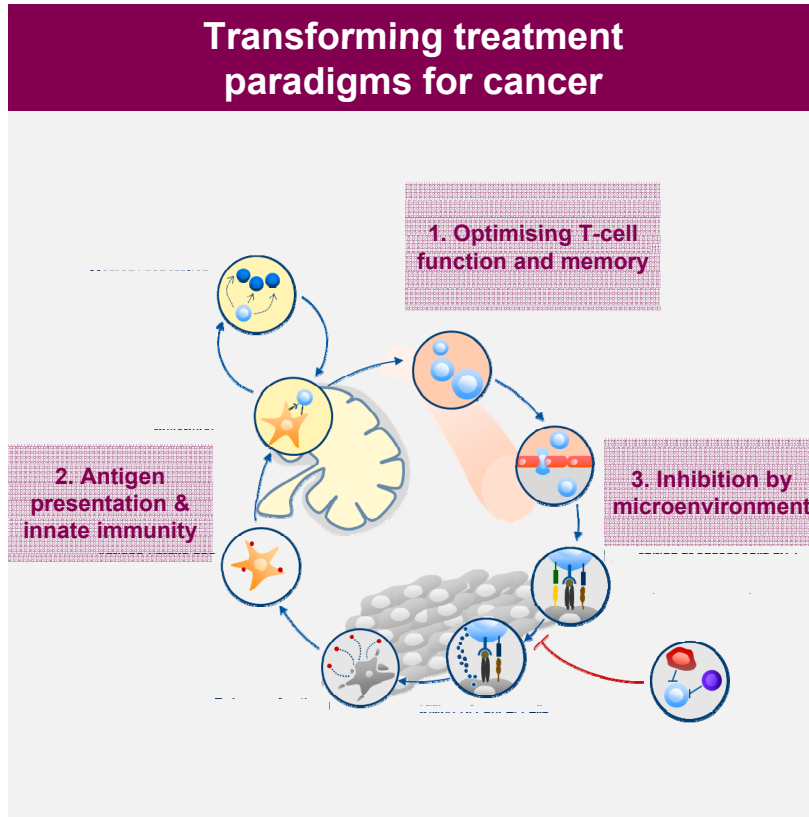 Transforming treatment
paradigms for cancer
1. Optimising T-cell
function and memory
2. Antigen
presentation &
innate immunity
3. Inhibition by
microenvironment